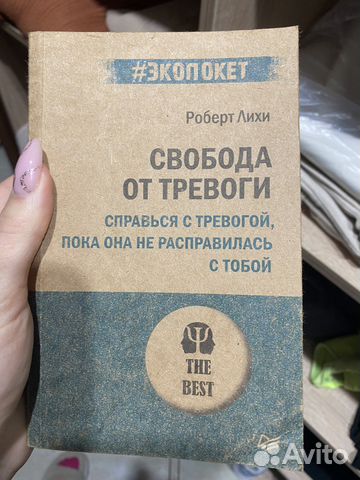 #ЭКОПОКЕТ
Роберт Лихи
СВОБОДА
ОТ ТРЕВОГИ
СПРАВЬСЯ С ТРЕВОГОЙ,
ПОКА ОНА НЕ РАСПРАВИЛАСЬ
С ТОБОЙ
Ψ
THE
BEST
Avito